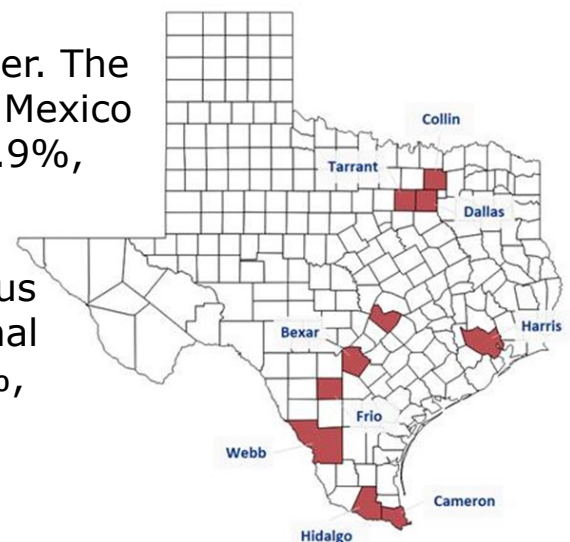 er. The
Mexico
.9%,
us
nal
%,
Collin
Tarrant
Dallas
Harris
Bexar
Frio
Webb
Cameron
Hidalgo